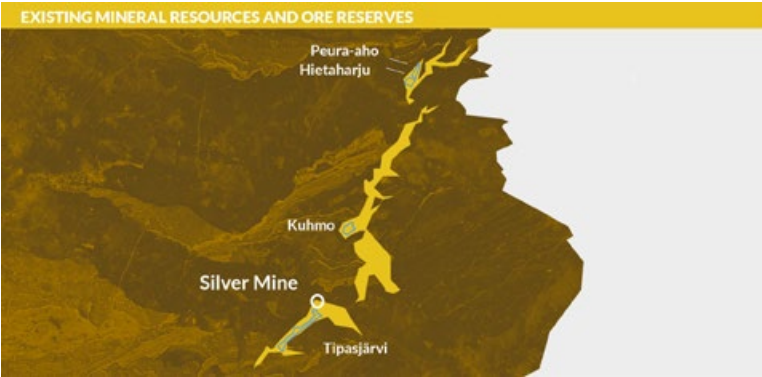 EXISTING MINERAL RESOURCES AND ORE RESERVES
Peura-aho
Hietaharju
Kuhmo
Silver Mine
Tipasjärvi